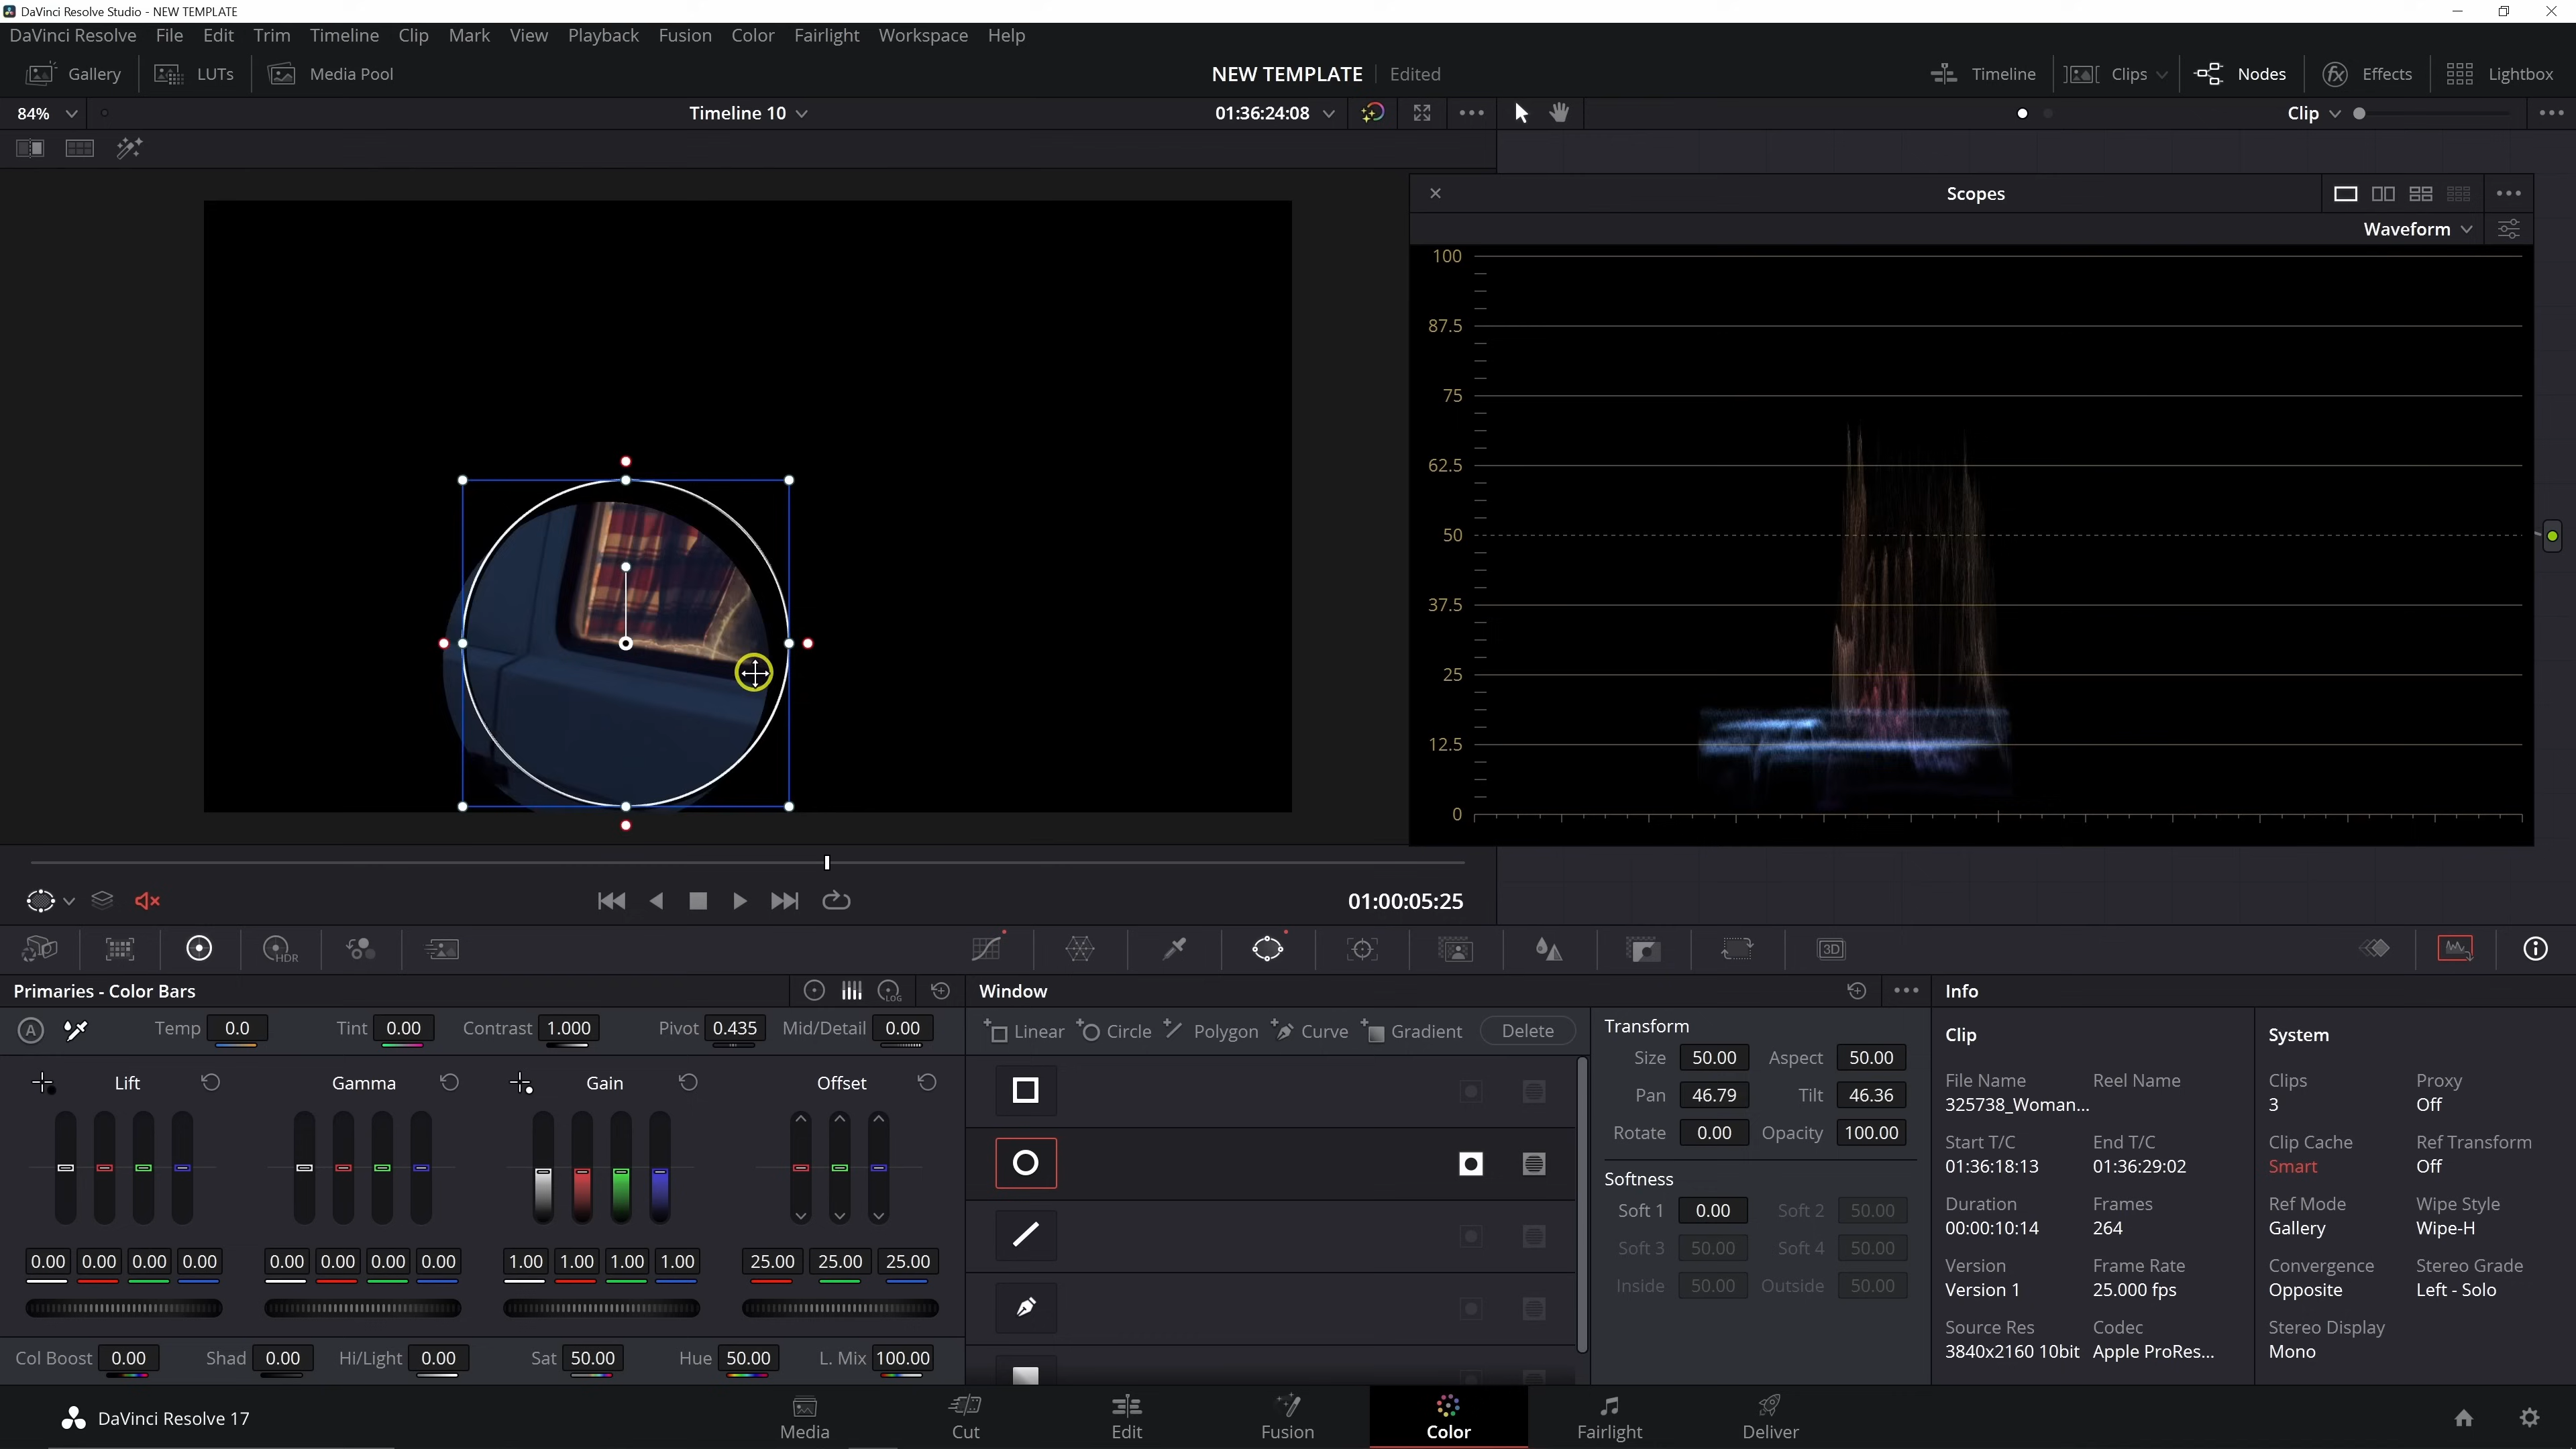 DaVinci Resolve Studio - NEW TEMPLATE
DaVinci Resolve File Edit Trim Timeline Clip Mark View Playback Fusion Color Fairlight Workspace Help
Gallery LUTs Media Pool NEW TEMPLATE Edited Timeline Clips Nodes Effects Lightbox
84% Timeline 10 01:36:24:08 Clip
Scopes
Waveform
100
87.5
75
62.5
50
37.5
25
12.5
0
01:00:05:25
HDR 3D
Primaries - Color Bars LOG Window Info
A Temp 0.0 Tint 0.00 Contrast 1.000 Pivot 0.435 Mid/Detail 0.00
Lift Gamma Gain Offset
0.00 0.00 0.00 0.00 0.00 0.00 0.00 0.00 1.00 1.00 1.00 1.00 25.00 25.00 25.00
Col Boost 0.00 Shad 0.00 Hi/Light 0.00 Sat 50.00 Hue 50.00 L. Mix 100.00
Linear Circle Polygon Curve Gradient Delete
Transform
Size 50.00 Aspect 50.00
Pan 46.79 Tilt 46.36
Rotate 0.00 Opacity 100.00
Softness
Soft 1 0.00 Soft 2 50.00
Soft 3 50.00 Soft 4 50.00
Inside 50.00 Outside 50.00
Clip
File Name Reel Name
325738_Woman...
Start T/C End T/C
01:36:18:13 01:36:29:02
Duration Frames
00:00:10:14 264
Version Frame Rate
Version 1 25.000 fps
Source Res Codec
3840x2160 10bit Apple ProRes...
System
Clips Proxy
3 Off
Clip Cache Ref Transform
Smart Off
Ref Mode Wipe Style
Gallery Wipe-H
Convergence Stereo Grade
Opposite Left - Solo
Stereo Display
Mono
DaVinci Resolve 17 Media Cut Edit Fusion Color Fairlight Deliver